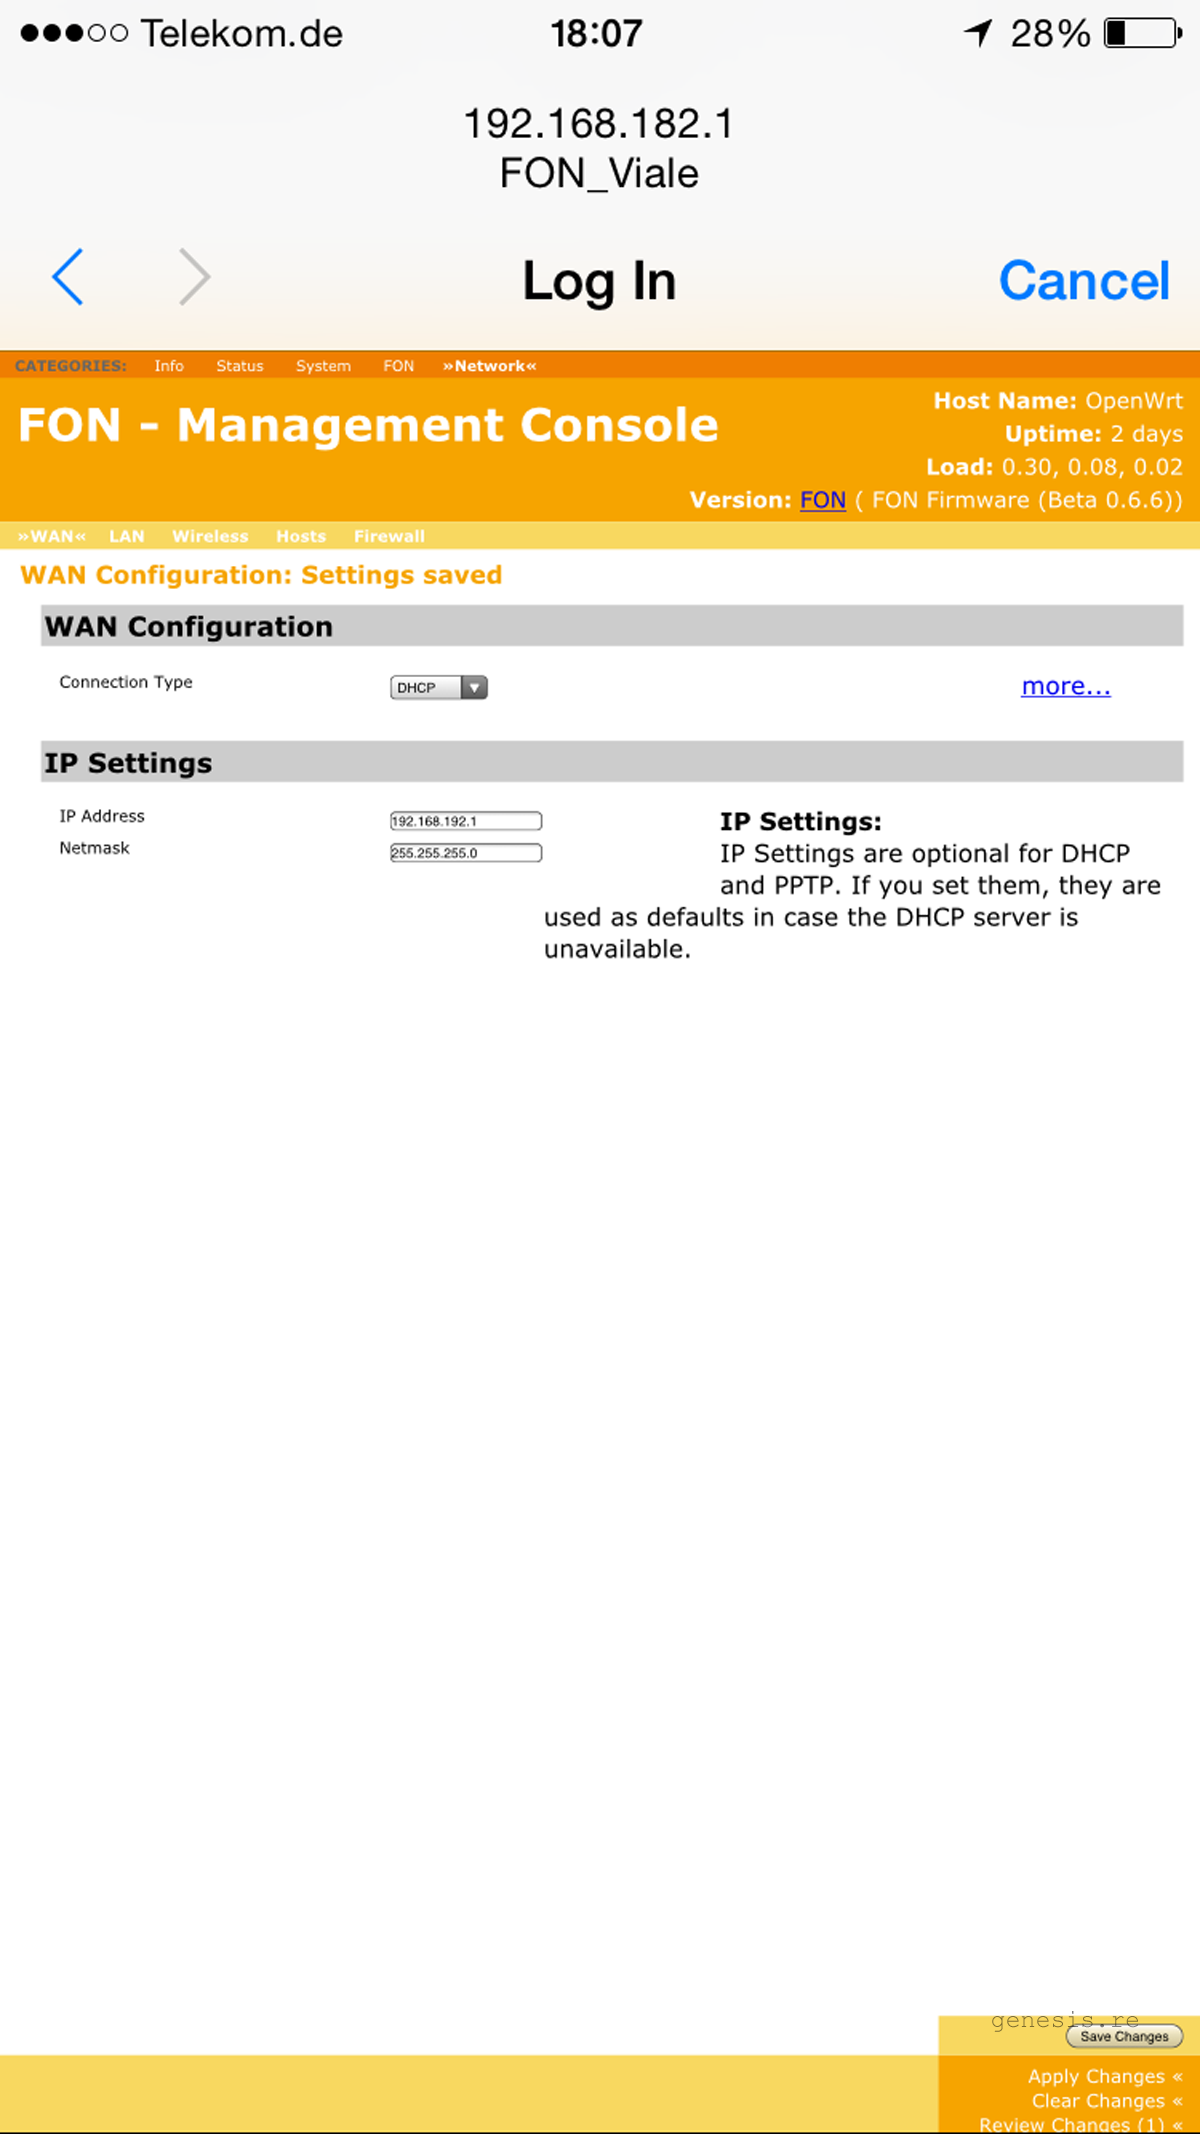 Telekom.de 18:07 28%
192.168.182.1
FON_Viale
Log In Cancel
CATEGORIES: Info Status System FON »Network«
FON - Management Console
Host Name: OpenWrt
Uptime: 2 days
Load: 0.30, 0.08, 0.02
Version: FON ( FON Firmware (Beta 0.6.6))
»WAN« LAN Wireless Hosts Firewall
WAN Configuration: Settings saved
WAN Configuration
Connection Type DHCP more...
IP Settings
IP Address 192.168.192.1
Netmask 255.255.255.0
IP Settings:
IP Settings are optional for DHCP
and PPTP. If you set them, they are
used as defaults in case the DHCP server is
unavailable.
genesis.re
Save Changes
Apply Changes «
Clear Changes «
Review Changes (1) «